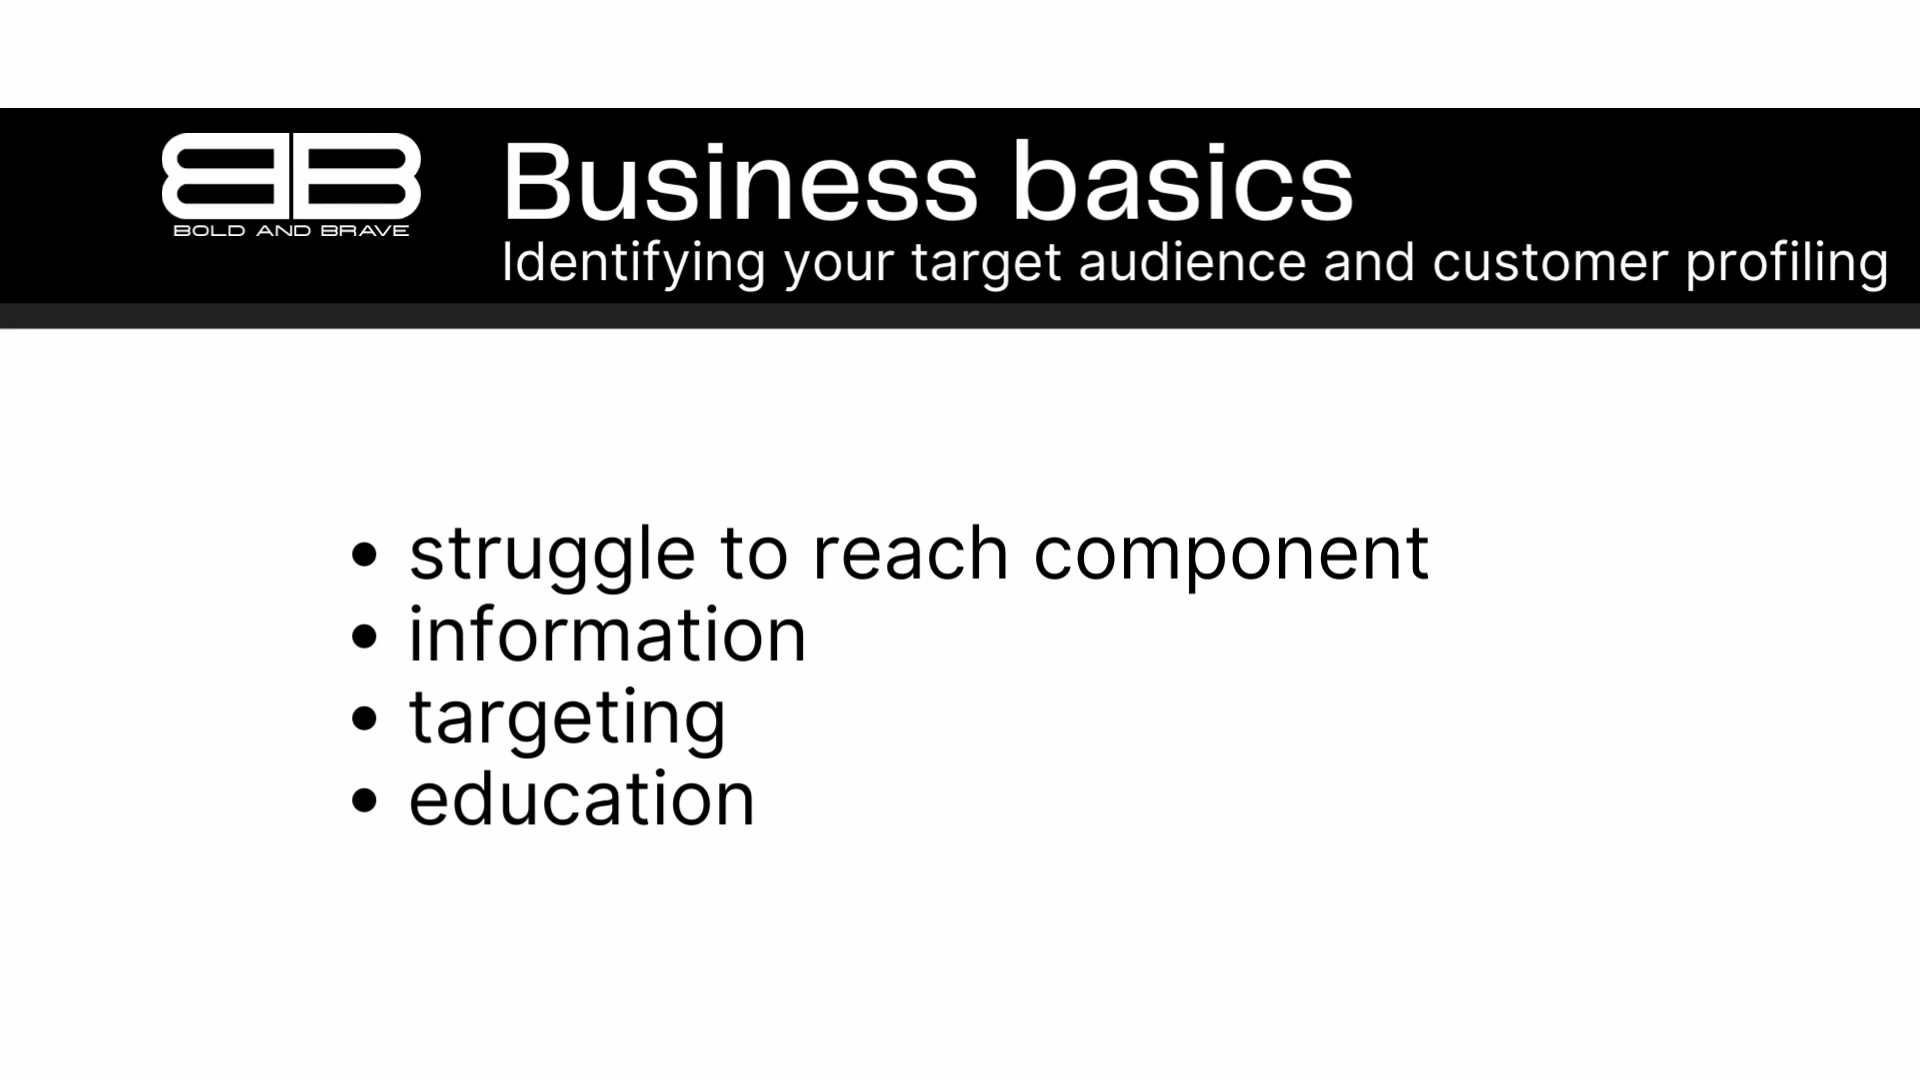 BB
BOLD AND BRAVE
Business basics
Identifying your target audience and customer profiling
• struggle to reach component
• information
• targeting
• education